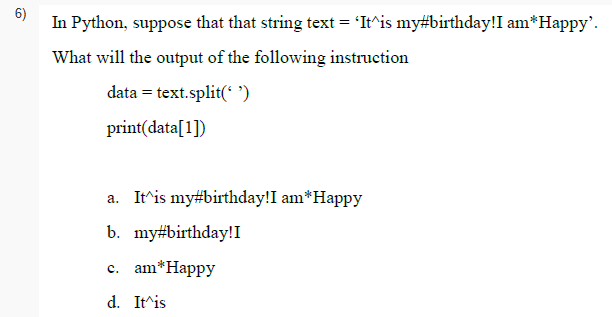 6) In Python, suppose that that string text = ‘It^is my#birthday!I am*Happy’.
What will the output of the following instruction
data = text.split(‘ ’)
print(data[1])
a. It^is my#birthday!I am*Happy
b. my#birthday!I
c. am*Happy
d. It^is